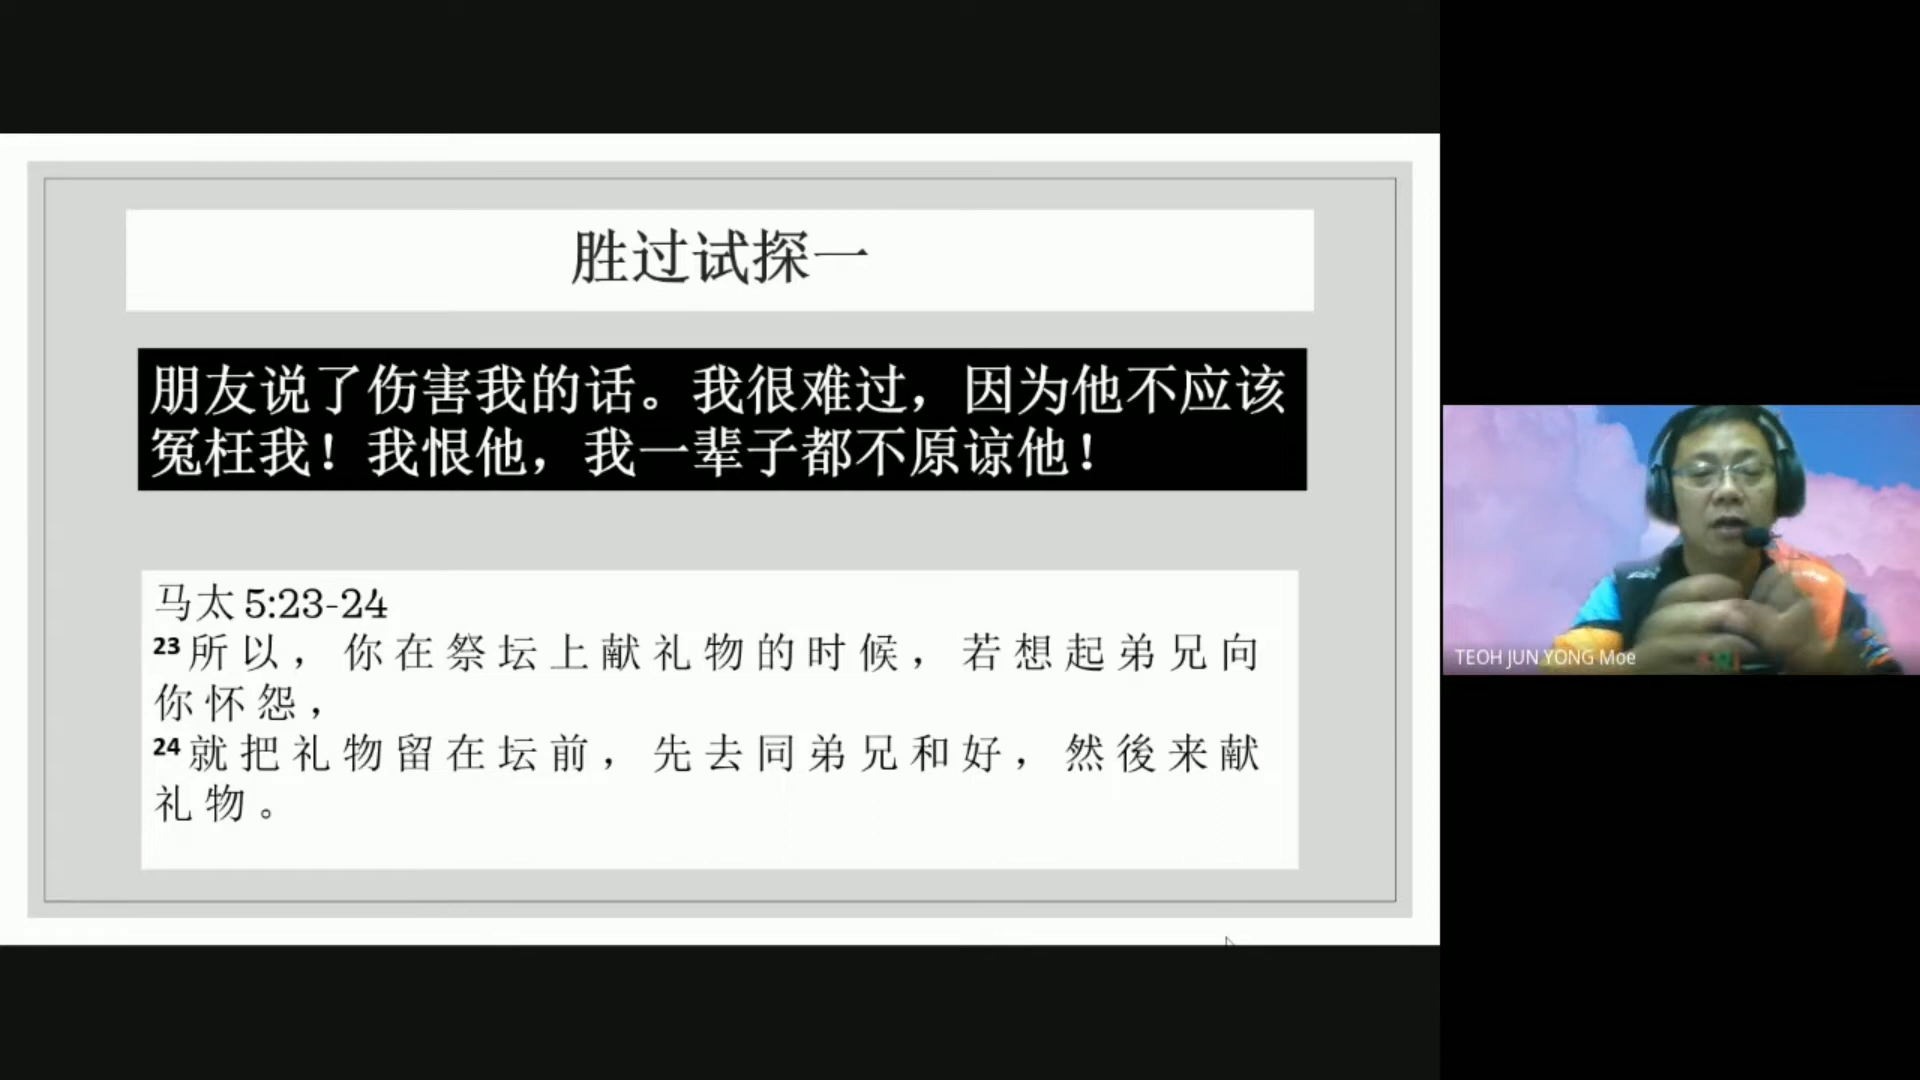 胜过试探一
朋友说了伤害我的话。我很难过，因为他不应该
冤枉我！我恨他，我一辈子都不原谅他！
马太 5:23-24
23 所以，你在祭坛上献礼物的时候，若想起弟兄向
你怀怨，
24 就把礼物留在坛前，先去同弟兄和好，然後来献
礼物。
TEOH JUN YONG Moe